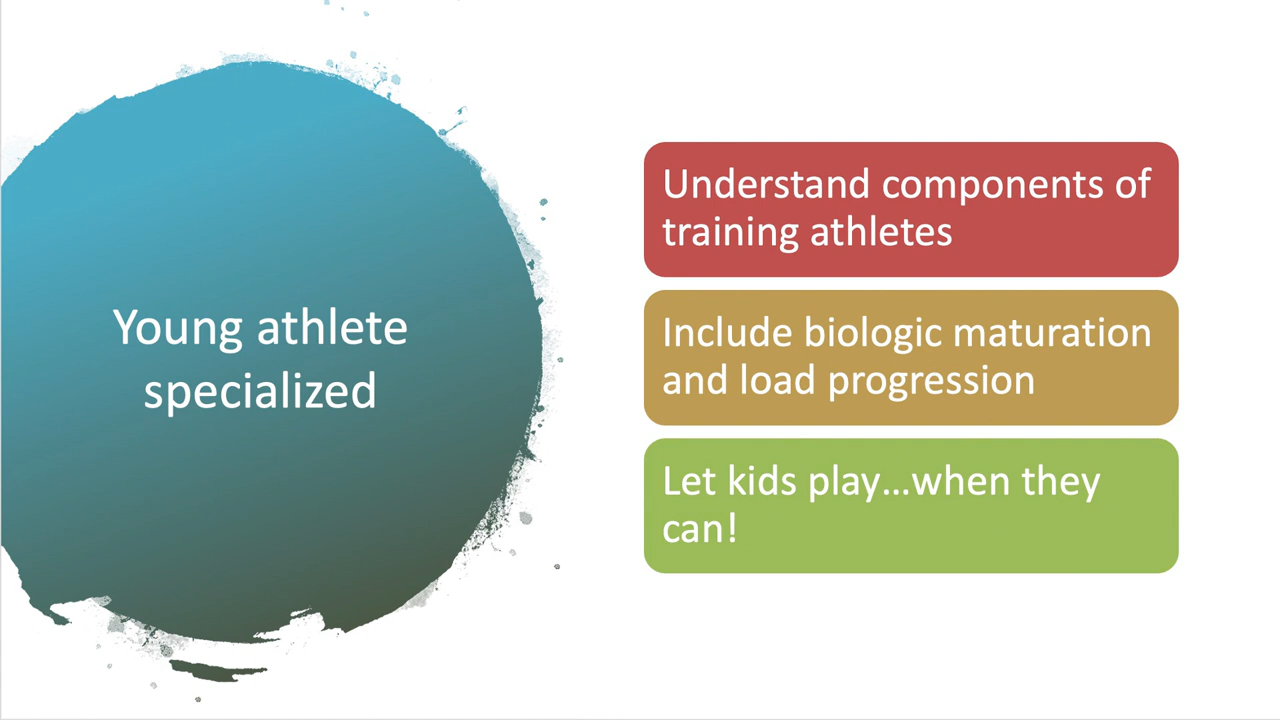 Young athlete
specialized
Understand components of
training athletes
Include biologic maturation
and load progression
Let kids play…when they
can!